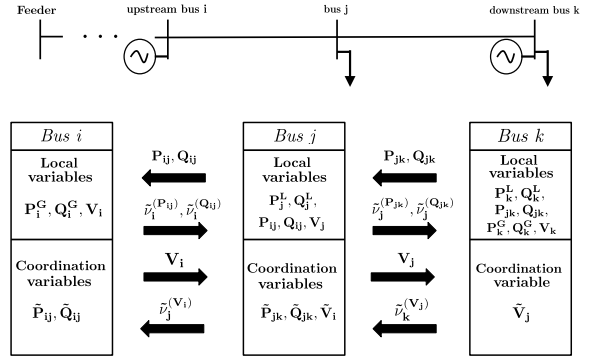 Feeder upstream bus i bus j downstream bus k
Bus i
Local
variables
P_i^G, Q_i^G, V_i
Coordination
variables
P̃_ij, Q̃_ij
P_ij, Q_ij
ν̃_i^(P_ij), ν̃_i^(Q_ij)
V_i
ν̃_j^(V_i)
Bus j
Local
variables
P_j^L, Q_j^L,
P_ij, Q_ij, V_j
Coordination
variables
P̃_jk, Q̃_jk, Ṽ_i
P_jk, Q_jk
ν̃_j^(P_jk), ν̃_j^(Q_jk)
V_j
ν̃_k^(V_j)
Bus k
Local
variables
P_k^L, Q_k^L,
P_jk, Q_jk,
P_k^G, Q_k^G, V_k
Coordination
variable
Ṽ_j